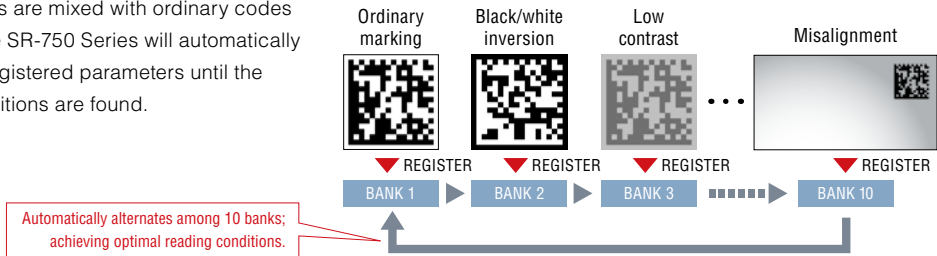 s are mixed with ordinary codes
SR-750 Series will automatically
gistered parameters until the
itions are found.
Ordinary
marking
Black/white
inversion
Low
contrast
Misalignment
REGISTER
REGISTER
REGISTER
REGISTER
BANK 1
BANK 2
BANK 3
BANK 10
Automatically alternates among 10 banks;
achieving optimal reading conditions.